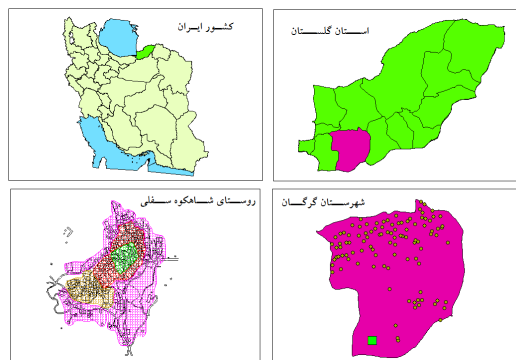 کشور ایران
استان گلستان
روستای شاهکوه سفلی
شهرستان گرگان